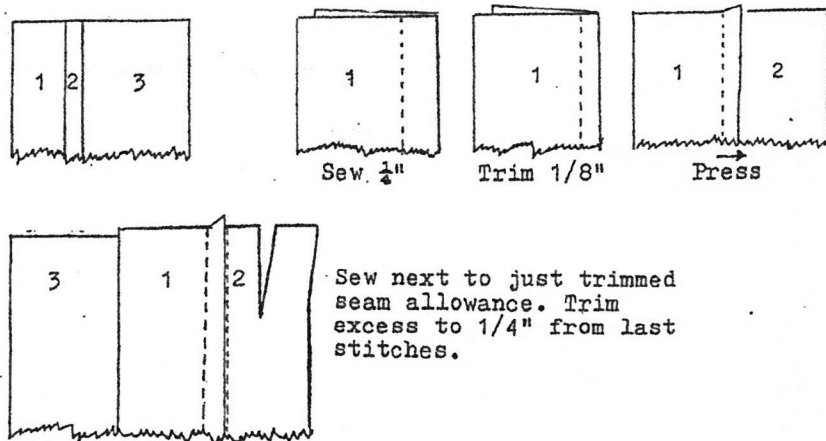 1 2 3
1
1
1 2
Sew ¼"
Trim 1/8"
Press
3 1 2
Sew next to just trimmed
seam allowance. Trim
excess to 1/4" from last
stitches.